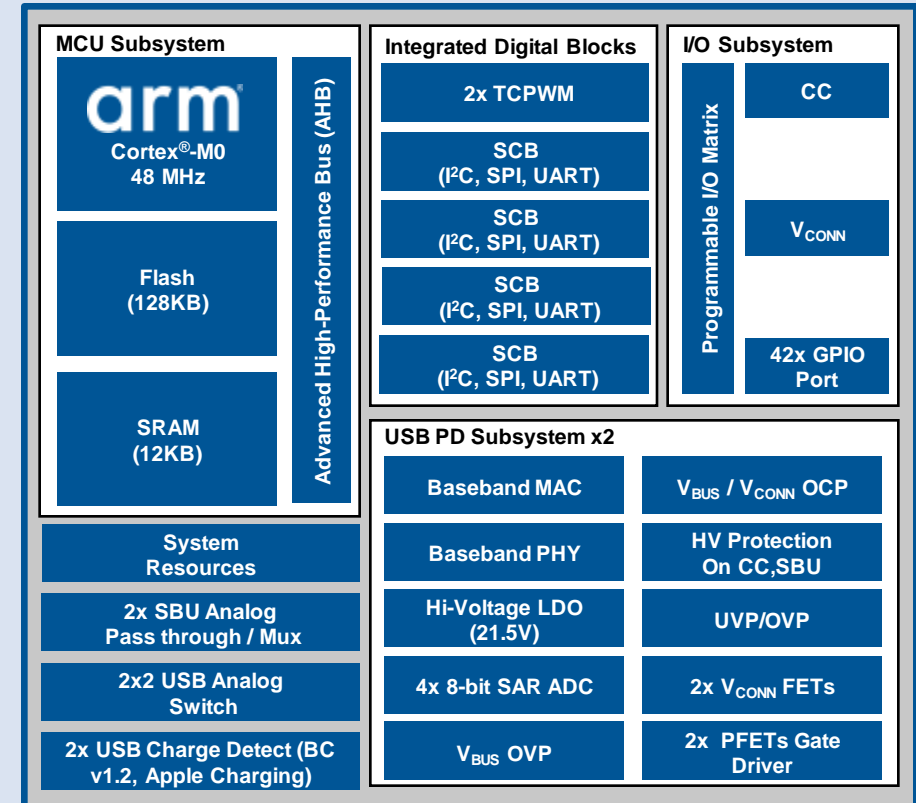 MCU Subsystem
arm®
Cortex®-M0
48 MHz
Flash
(128KB)
SRAM
(12KB)
Advanced High-Performance Bus (AHB)
Integrated Digital Blocks
2x TCPWM
SCB
(I²C, SPI, UART)
SCB
(I²C, SPI, UART)
SCB
(I²C, SPI, UART)
SCB
(I²C, SPI, UART)
I/O Subsystem
Programmable I/O Matrix
CC
VCONN
42x GPIO
Port
System
Resources
2x SBU Analog
Pass through / Mux
2x2 USB Analog
Switch
2x USB Charge Detect (BC
v1.2, Apple Charging)
USB PD Subsystem x2
Baseband MAC
Baseband PHY
Hi-Voltage LDO
(21.5V)
4x 8-bit SAR ADC
VBUS OVP
VBUS / VCONN OCP
HV Protection
On CC,SBU
UVP/OVP
2x VCONN FETs
2x PFETs Gate
Driver